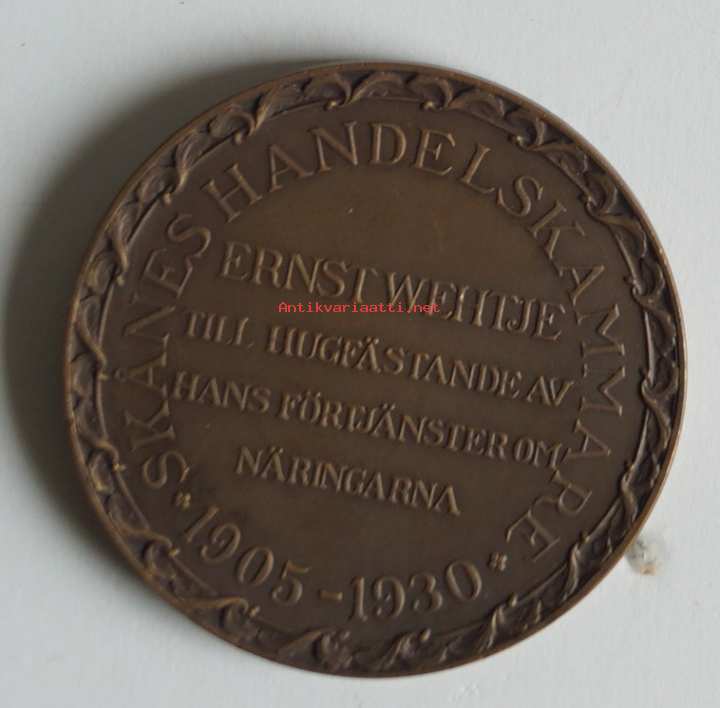 SKÅNES HANDELSKAMMARE
ERNST WEHTJE
TILL HUGFÄSTANDE AV
HANS FÖRTJÄNSTER OM
NÄRINGARNA
* 1905-1930 *
Antikvariaatti.net